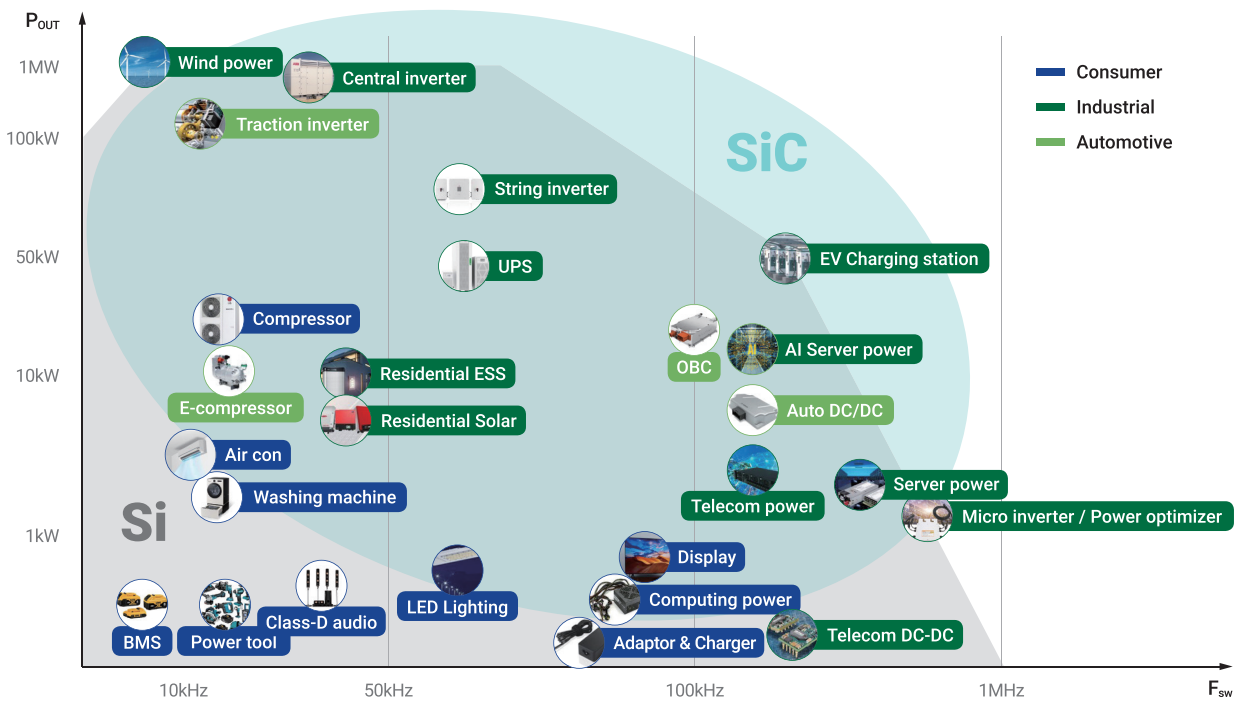 POUT
1MW
100kW
50kW
10kW
1kW
Wind power
Central inverter
Traction inverter
SiC
String inverter
UPS
EV Charging station
Compressor
OBC
AI Server power
Residential ESS
E-compressor
Auto DC/DC
Residential Solar
Air con
Washing machine
Si
Telecom power
Server power
Micro inverter / Power optimizer
Display
LED Lighting
Computing power
BMS
Power tool
Class-D audio
Adaptor & Charger
Telecom DC-DC
Consumer
Industrial
Automotive
10kHz
50kHz
100kHz
1MHz
Fsw